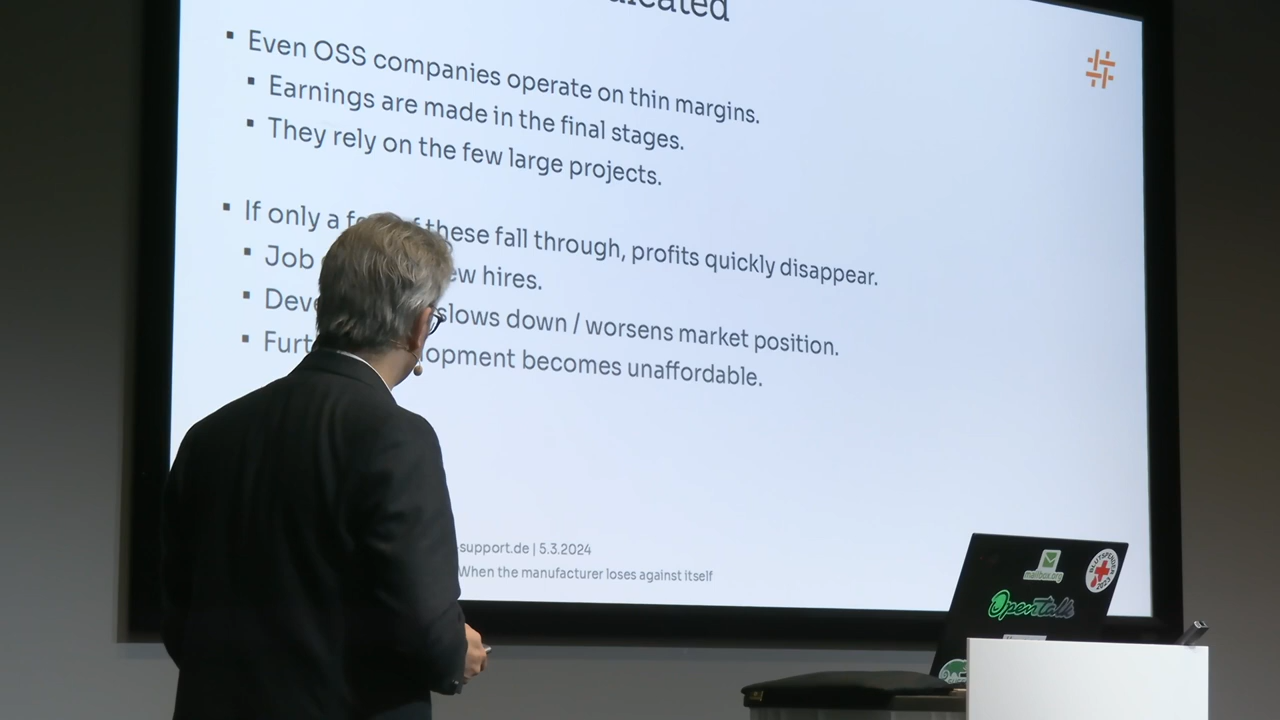 Even OSS companies operate on thin margins.
Earnings are made in the final stages.
They rely on the few large projects.
If only a these fall through, profits quickly disappear.
Job hires.
slows down / worsens market position.
becomes unaffordable.
support.de | 5.3.2024
When the manufacturer loses against itself
mailbox.org
BLUTSPENDER
Opentalk